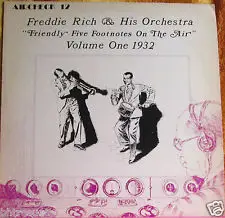 AIRCHECK 12
Freddie Rich & His Orchestra
"Friendly Five Footnotes On The Air"
Volume One 1932